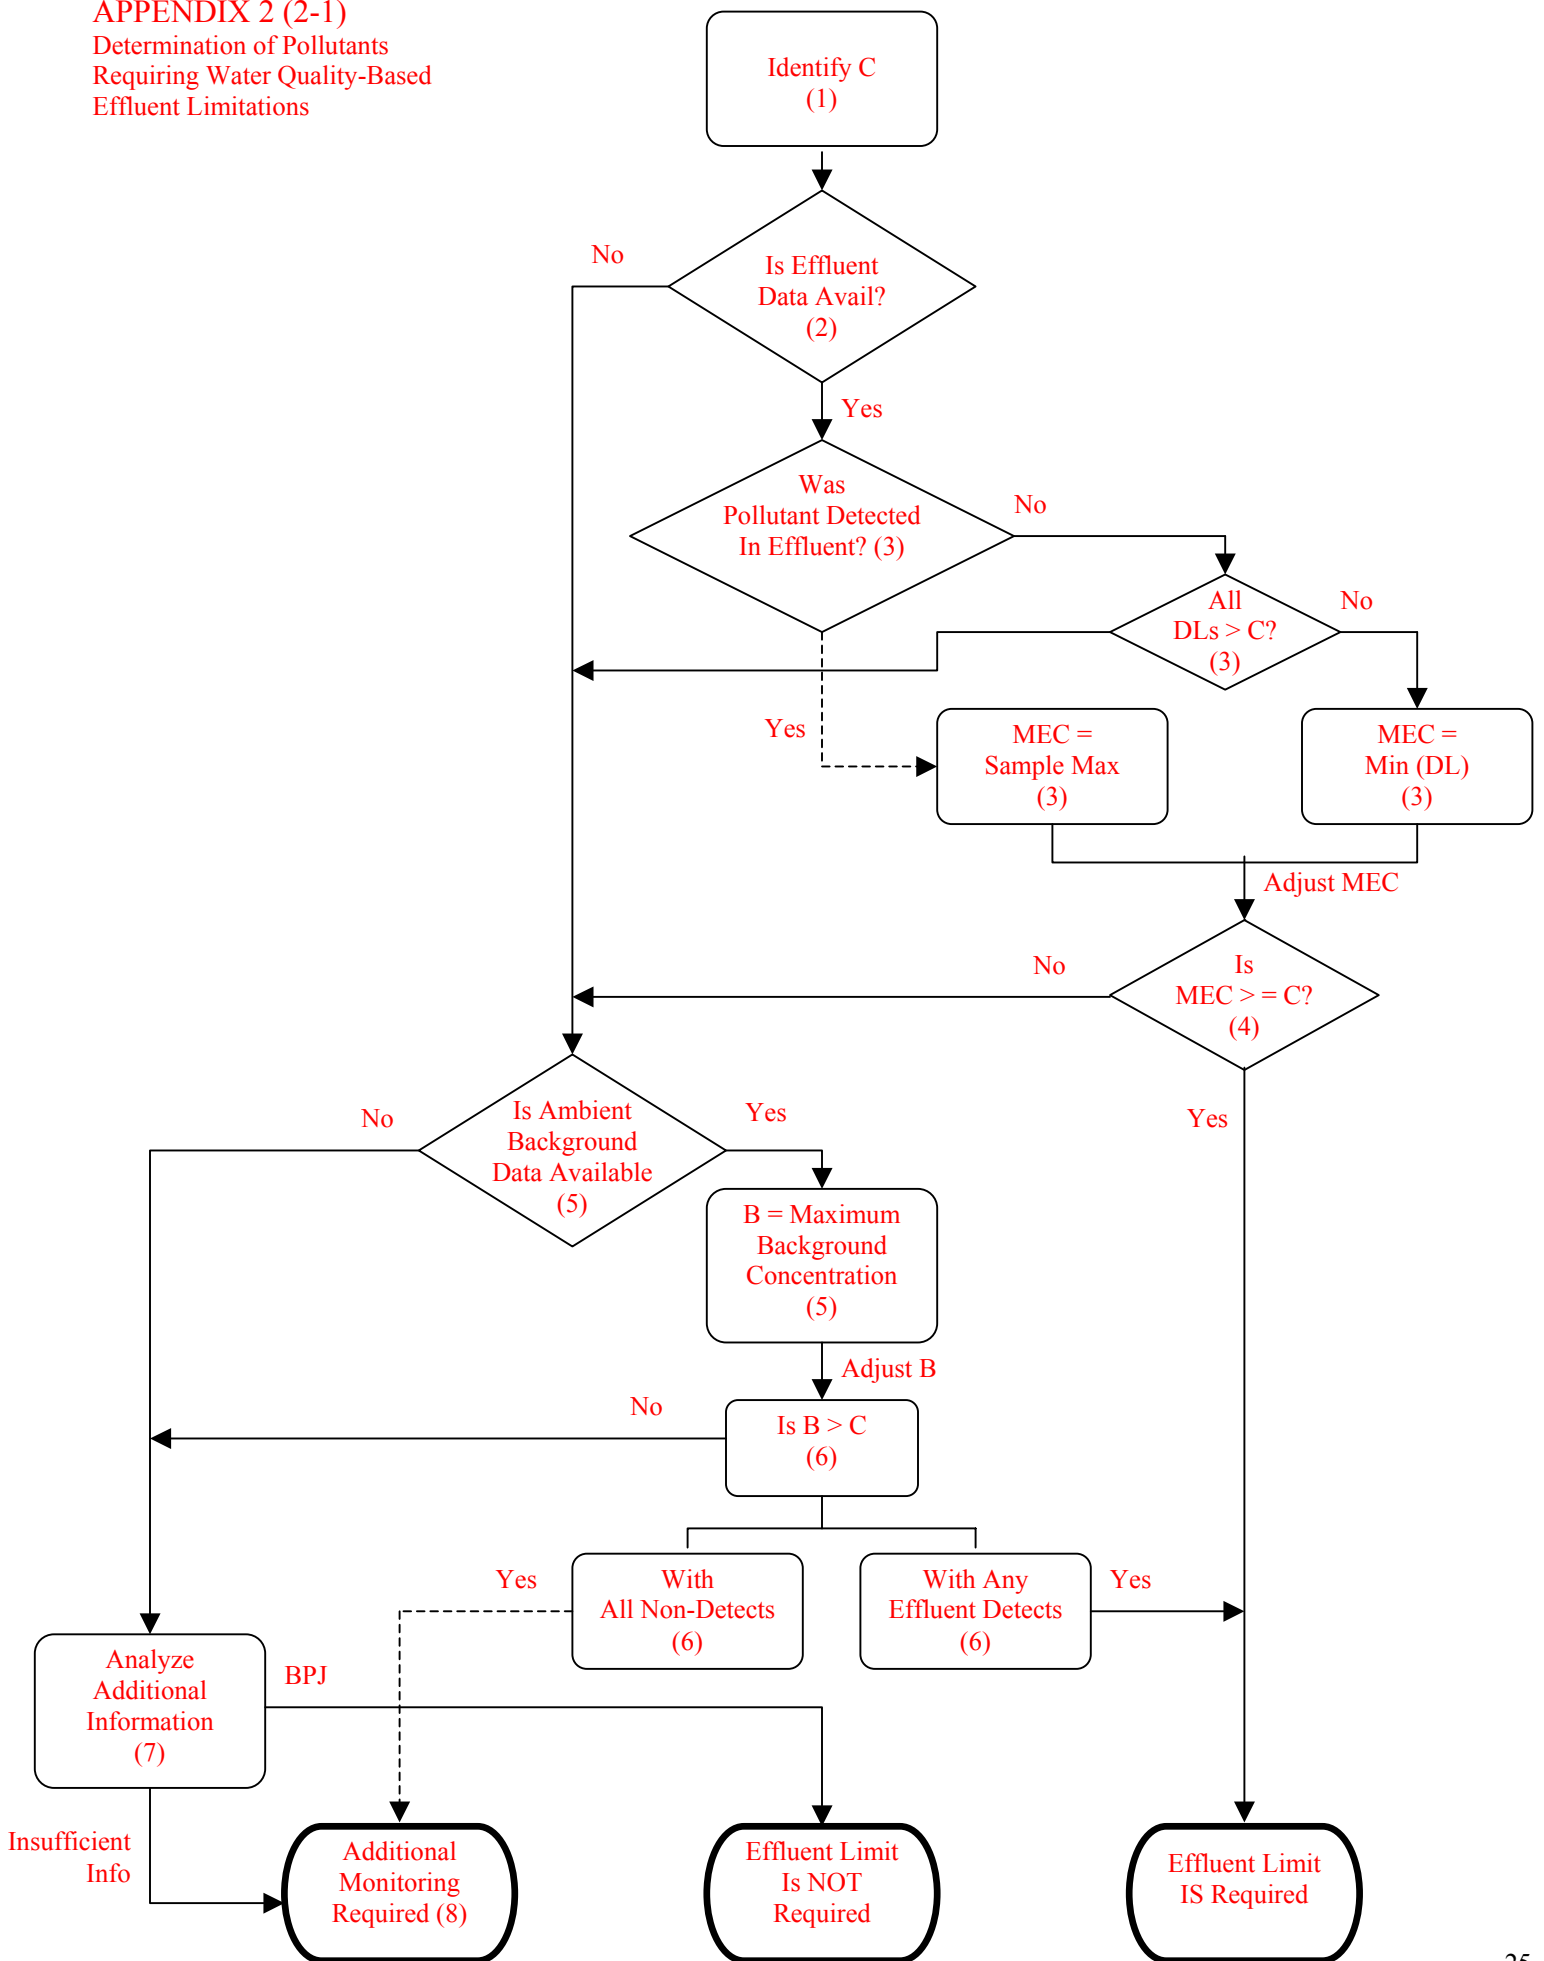 APPENDIX 2 (2-1)
Determination of Pollutants
Requiring Water Quality-Based
Effluent Limitations
Identify C
(1)
No
Is Effluent
Data Avail?
(2)
Yes
Was
Pollutant Detected
In Effluent? (3)
No
All
DLs > C?
(3)
No
Yes
MEC =
Sample Max
(3)
MEC =
Min (DL)
(3)
Adjust MEC
No
Is
MEC > = C?
(4)
No
Is Ambient
Background
Data Available
(5)
Yes
Yes
B = Maximum
Background
Concentration
(5)
Adjust B
No
Is B > C
(6)
Yes
With
All Non-Detects
(6)
With Any
Effluent Detects
(6)
Yes
Analyze
Additional
Information
(7)
BPJ
Insufficient
Info
Additional
Monitoring
Required (8)
Effluent Limit
Is NOT
Required
Effluent Limit
IS Required
25